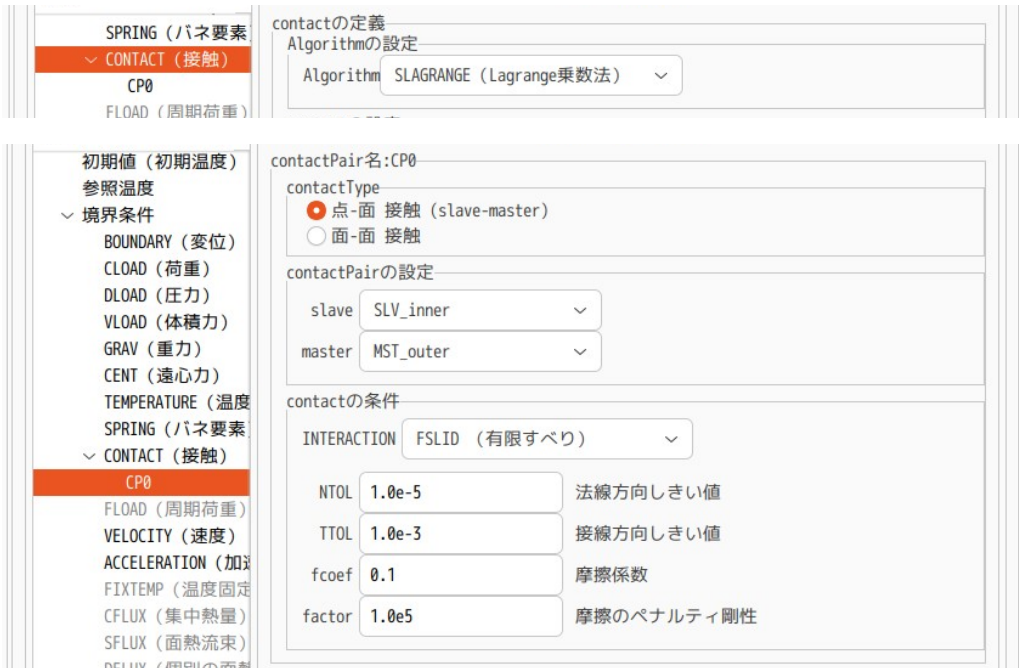 SPRING (バネ要素
CONTACT (接触)
CP0
FLOAD (周期荷重)
contactの定義
Algorithmの設定
Algorithm SLAGRANGE (Lagrange乗数法)
初期値 (初期温度)
参照温度
境界条件
BOUNDARY (変位)
CLOAD (荷重)
DLOAD (圧力)
VLOAD (体積力)
GRAV (重力)
CENT (遠心力)
TEMPERATURE (温度
SPRING (バネ要素
CONTACT (接触)
CP0
FLOAD (周期荷重)
VELOCITY (速度)
ACCELERATION (加速
FIXTEMP (温度固定
CFLUX (集中熱量)
SFLUX (面熱流束)
contactPair名:CP0
contactType
点-面 接触 (slave-master)
面-面 接触
contactPairの設定
slave SLV_inner
master MST_outer
contactの条件
INTERACTION FSLID (有限すべり)
NTOL 1.0e-5 法線方向しきい値
TTOL 1.0e-3 接線方向しきい値
fcoef 0.1 摩擦係数
factor 1.0e5 摩擦のペナルティ剛性